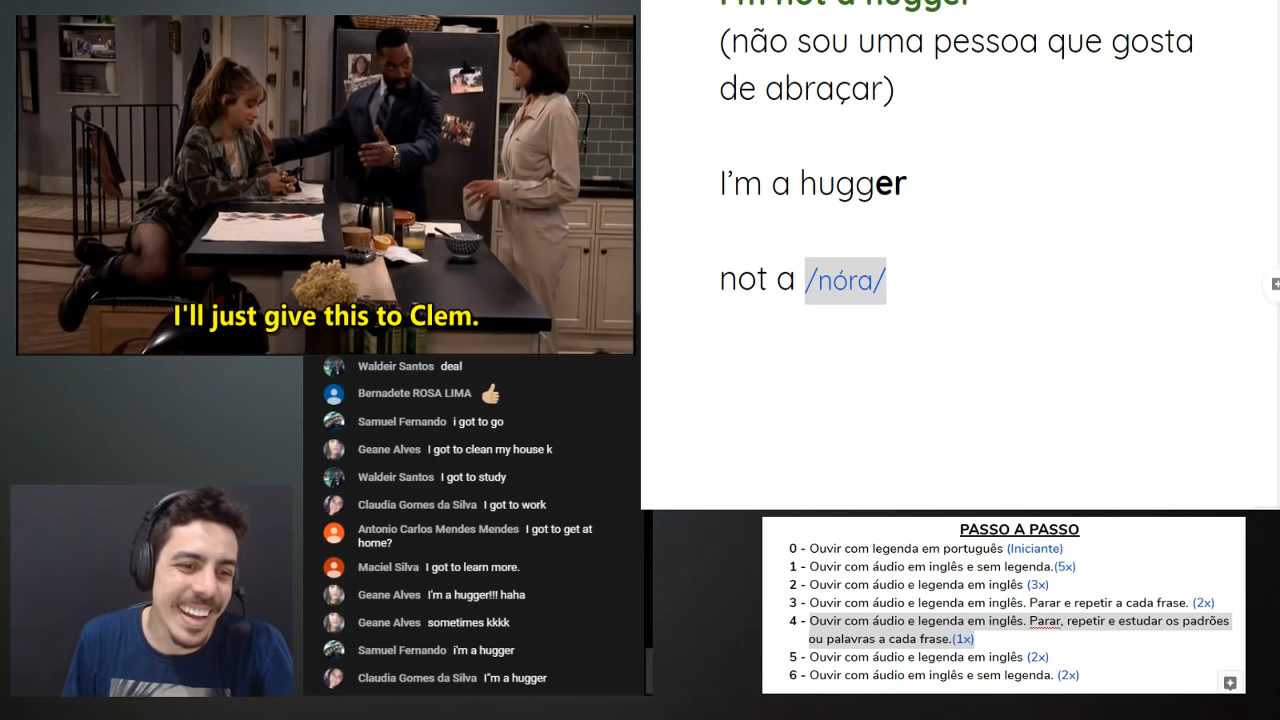 I'm not a hugger
(não sou uma pessoa que gosta
de abraçar)
I'm a hugger
not a /nóra/
I'll just give this to Clem.
Waldeir Santos deal
Bernadete ROSA LIMA
Samuel Fernando i got to go
Geane Alves I got to clean my house k
Waldeir Santos I got to study
Claudia Gomes da Silva I got to work
Antonio Carlos Mendes Mendes I got to get at
home?
Maciel Silva I got to learn more.
Geane Alves I'm a hugger!!! haha
Geane Alves sometimes kkkk
Samuel Fernando i'm a hugger
Claudia Gomes da Silva I"m a hugger
PASSO A PASSO
0 - Ouvir com legenda em português (Iniciante)
1 - Ouvir com áudio em inglês e sem legenda.(5x)
2 - Ouvir com áudio e legenda em inglês (3x)
3 - Ouvir com áudio e legenda em inglês. Parar e repetir a cada frase. (2x)
4 - Ouvir com áudio e legenda em inglês. Parar, repetir e estudar os padrões
ou palavras a cada frase.(1x)
5 - Ouvir com áudio e legenda em inglês (2x)
6 - Ouvir com áudio em inglês e sem legenda. (2x)